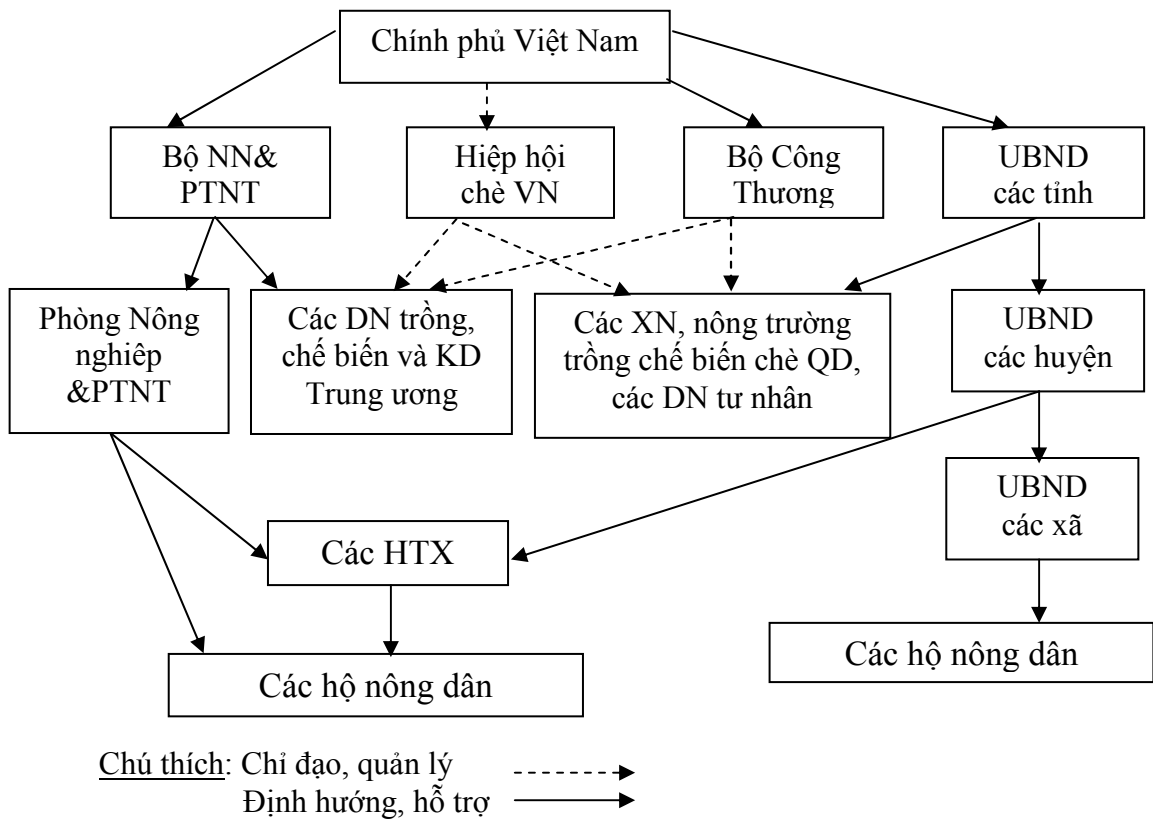 Chính phủ Việt Nam
Bộ NN&
PTNT
Hiệp hội
chè VN
Bộ Công
Thương
UBND
các tỉnh
Phòng Nông
nghiêp
&PTNT
Các DN trồng,
chế biến và KD
Trung ương
Các XN, nông trường
trồng chế biến chè QD,
các DN tư nhân
UBND
các huyện
UBND
các xã
Các HTX
Các hộ nông dân
Các hộ nông dân
Chú thích: Chỉ đạo, quản lý
Định hướng, hỗ trợ